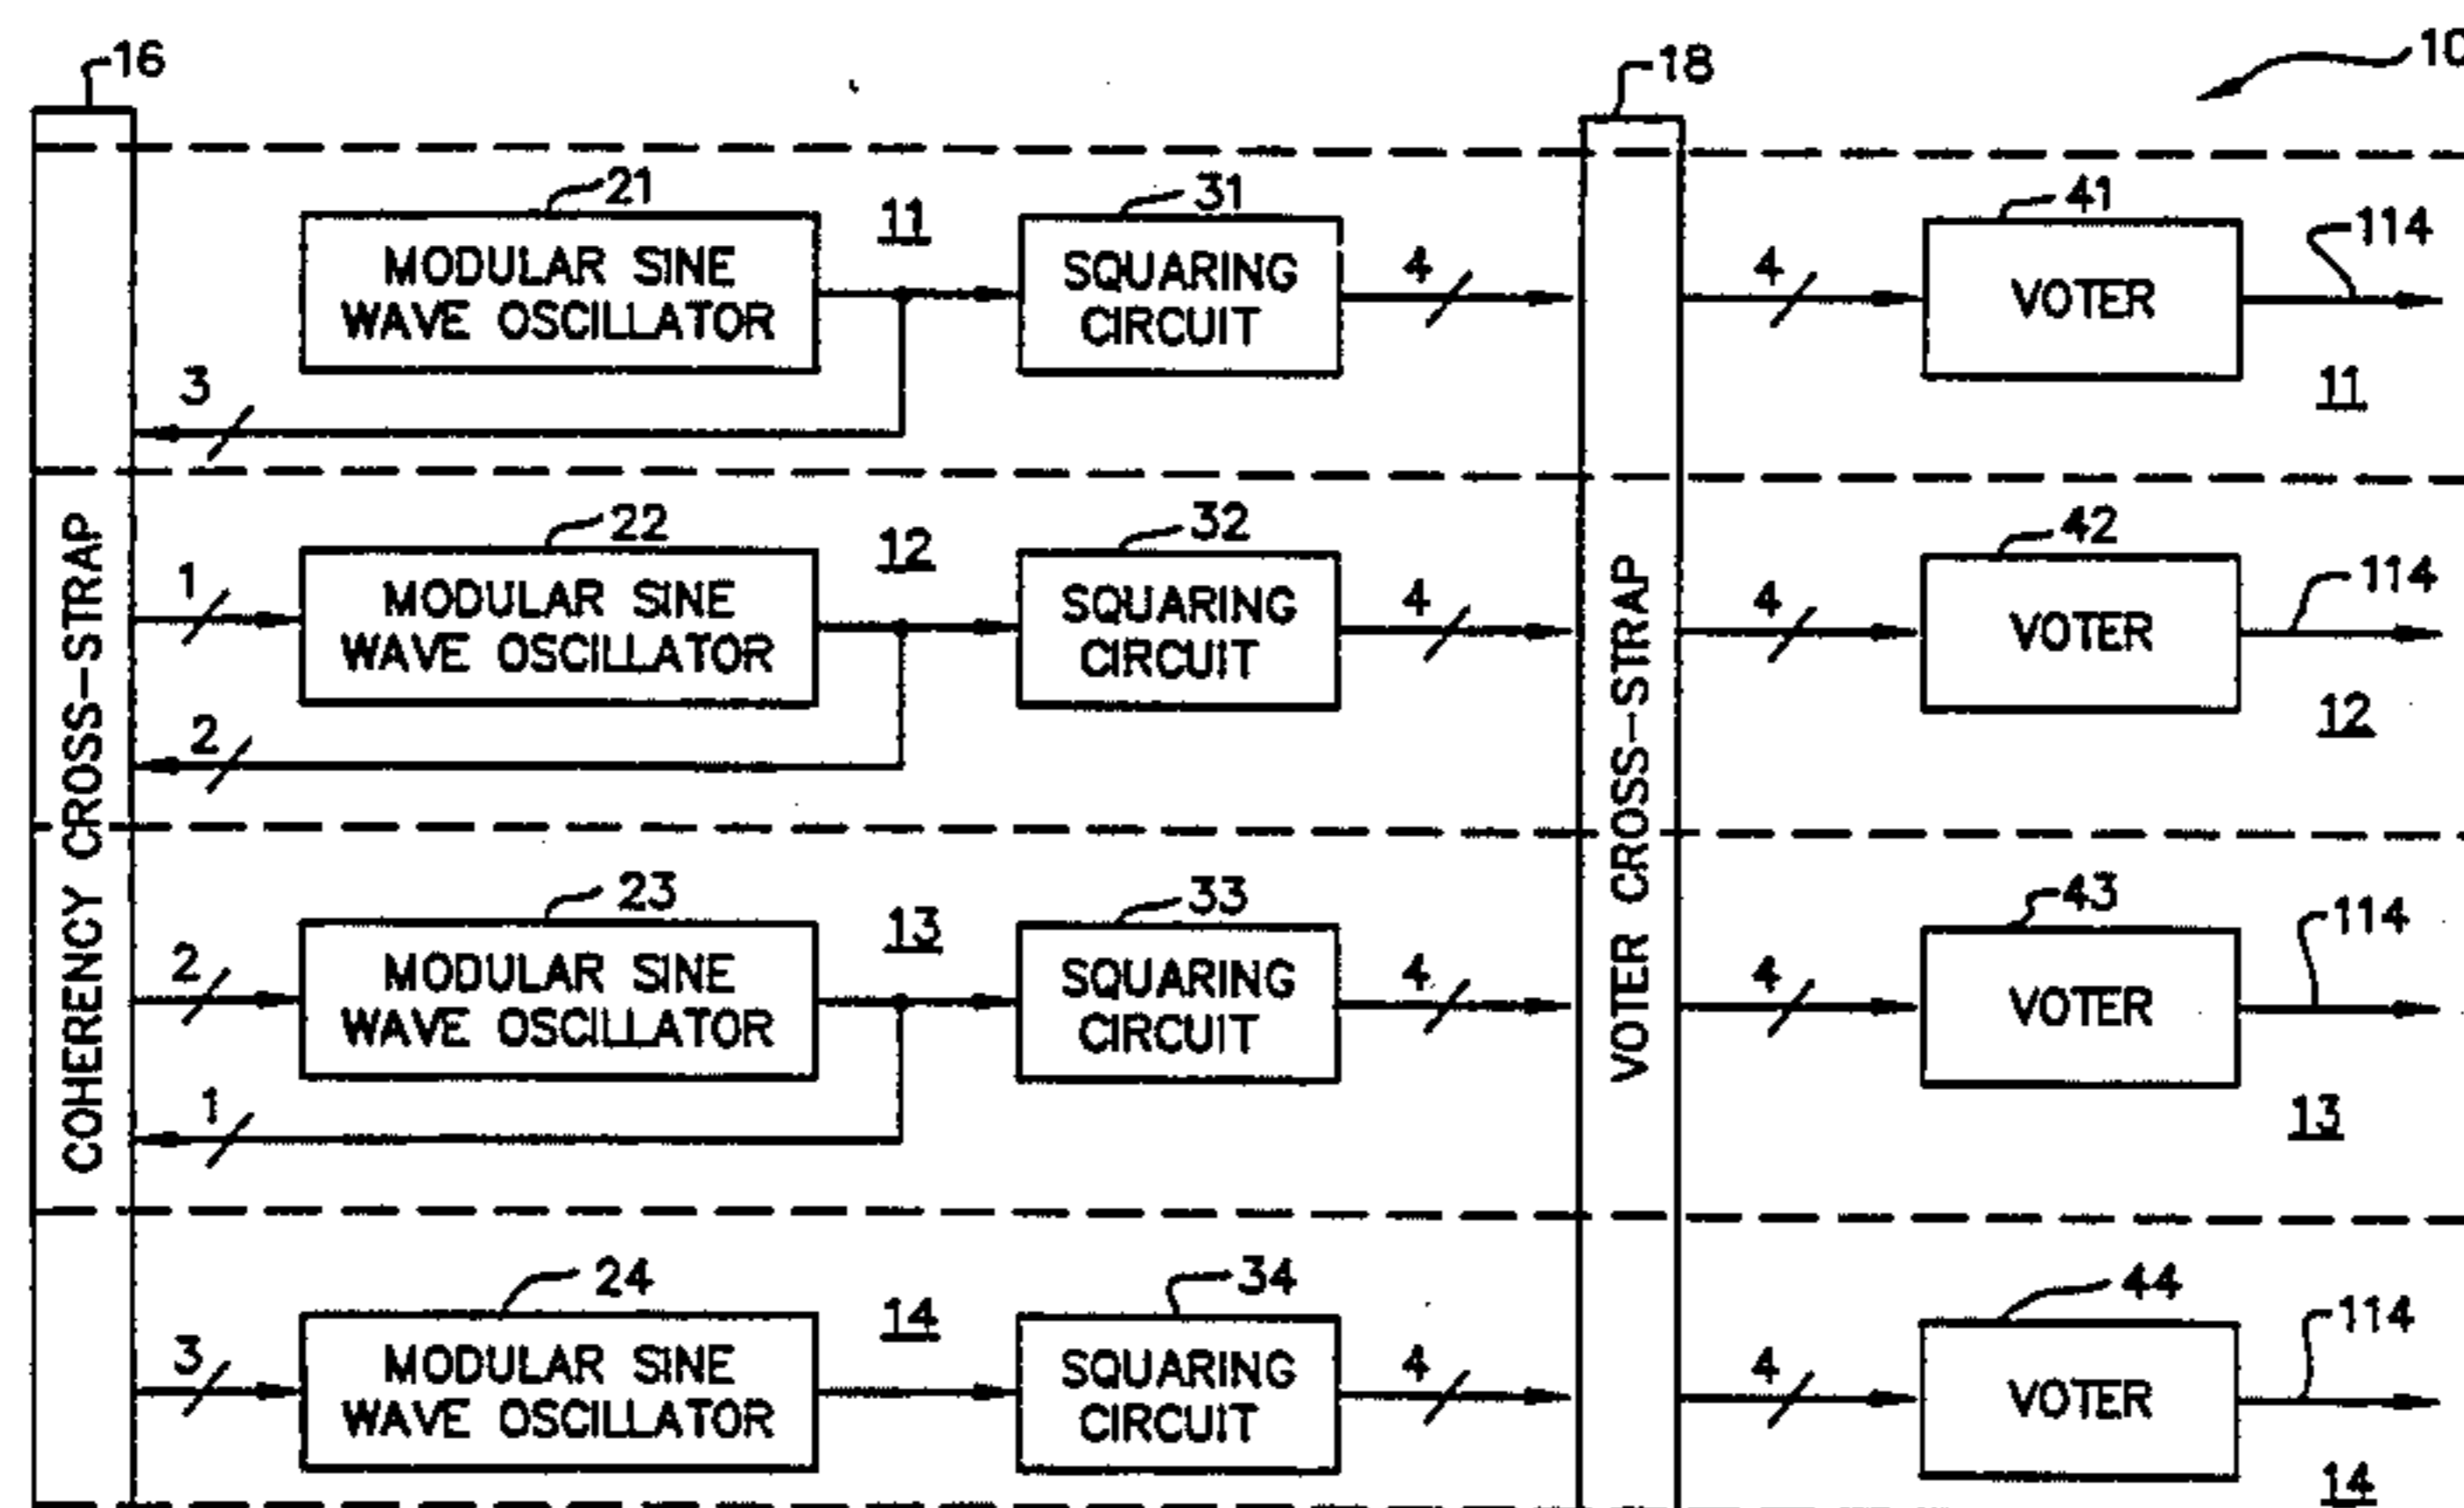 16
18
10
21
11
31
41
114
MODULAR SINE
WAVE OSCILLATOR
SQUARING
CIRCUIT
4
4
VOTER
3
11
22
12
32
42
114
1
MODULAR SINE
WAVE OSCILLATOR
SQUARING
CIRCUIT
4
4
VOTER
2
12
COHERENCY CROSS-STRAP
VOTER CROSS-STRAP
23
13
33
43
114
2
MODULAR SINE
WAVE OSCILLATOR
SQUARING
CIRCUIT
4
4
VOTER
1
13
24
14
34
44
114
3
MODULAR SINE
WAVE OSCILLATOR
SQUARING
CIRCUIT
4
4
VOTER
14